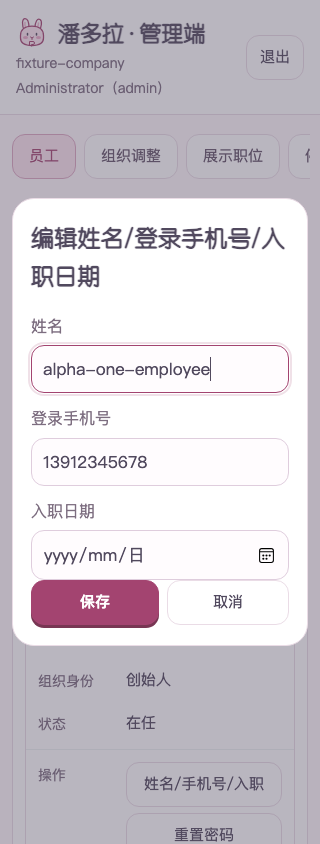 潘多拉·管理端
fixture-company
Administrator（admin）
退出
员工
组织调整
展示职位
编辑姓名/登录手机号/入
职日期
姓名
alpha-one-employee
登录手机号
13912345678
入职日期
yyyy/mm/日
保存
取消
组织身份
创始人
状态
在任
操作
姓名/手机号/入职
重置密码